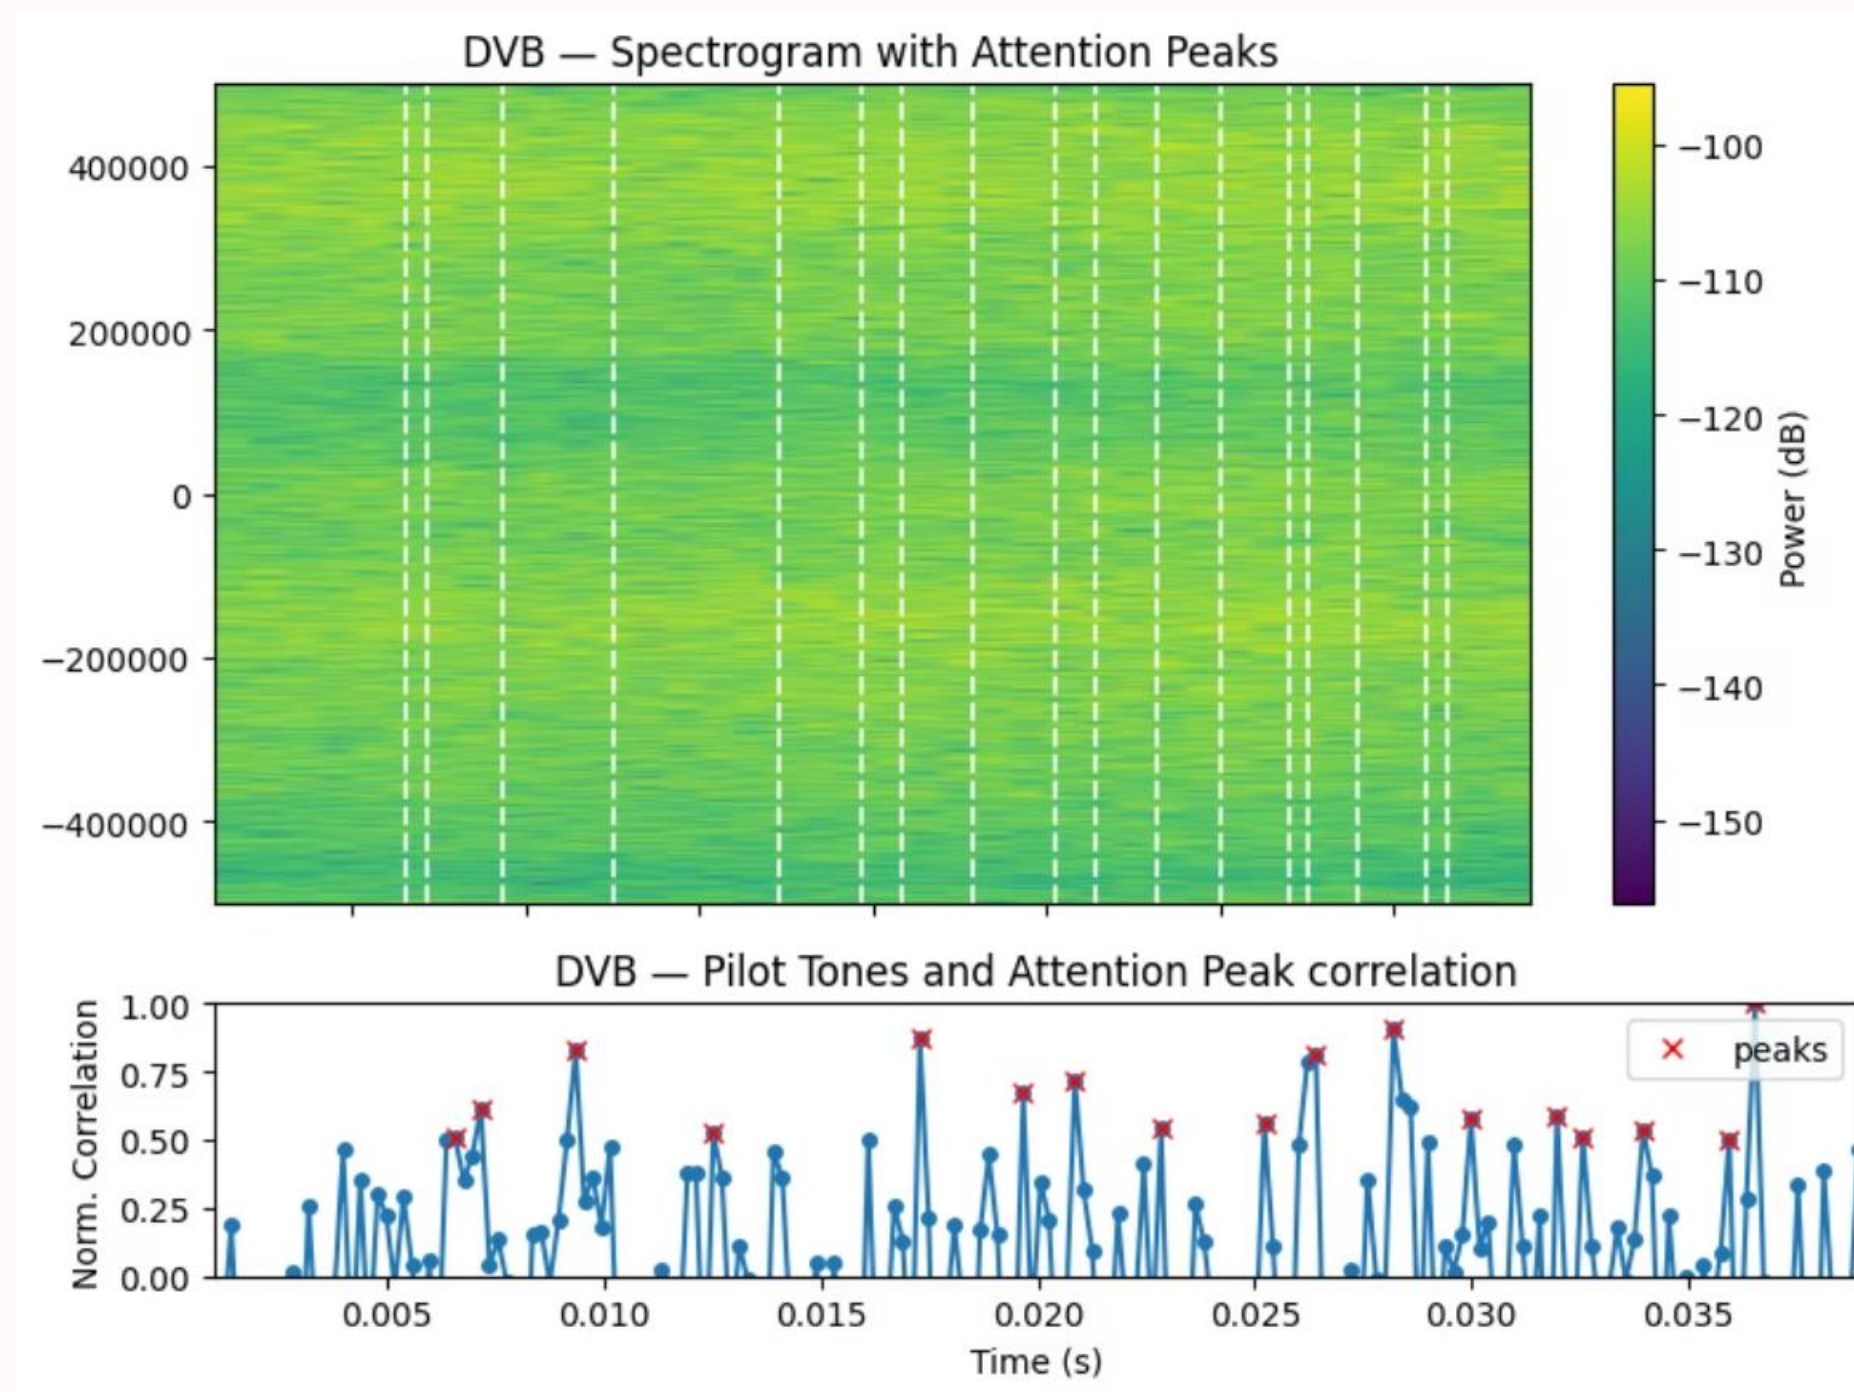 DVB — Spectrogram with Attention Peaks
400000
200000
0
−200000
−400000
−100
−110
−120
−130
−140
−150
Power (dB)
DVB — Pilot Tones and Attention Peak correlation
Norm. Correlation
1.00
0.75
0.50
0.25
0.00
peaks
0.005 0.010 0.015 0.020 0.025 0.030 0.035
Time (s)